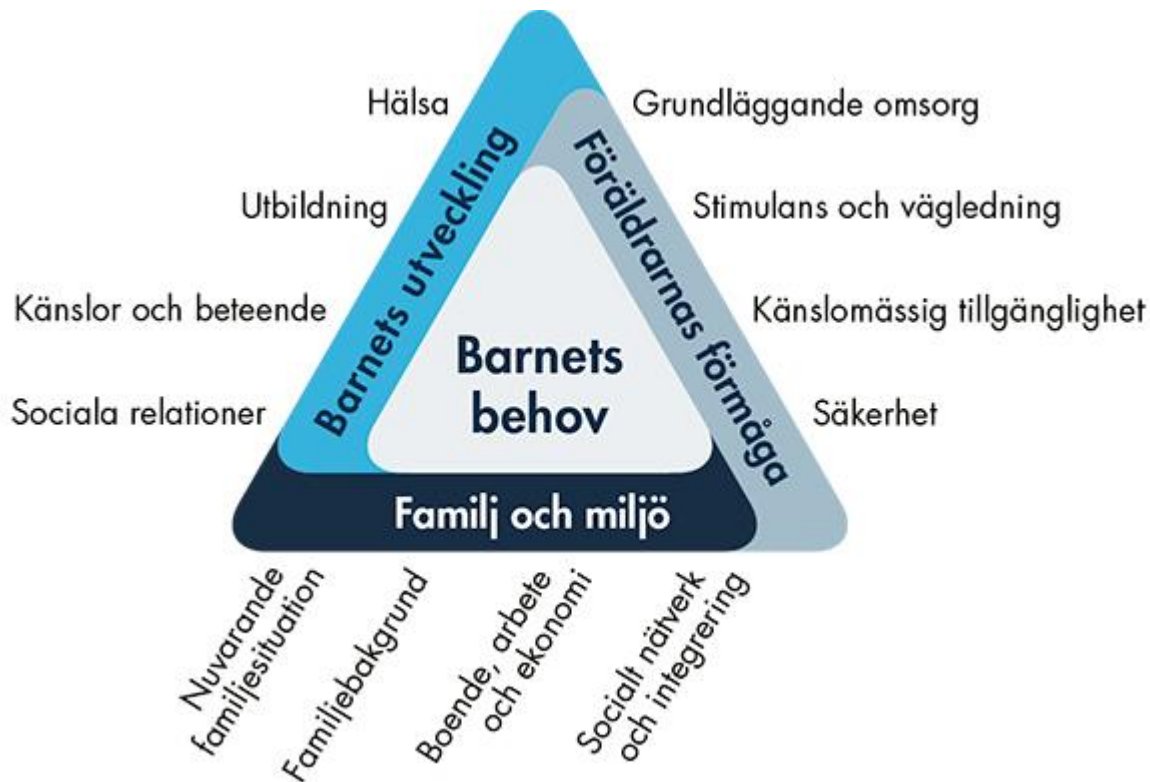 Hälsa
Utbildning
Känslor och beteende
Sociala relationer
Barnets utveckling
Grundläggande omsorg
Stimulans och vägledning
Känslomässig tillgänglighet
Säkerhet
Föräldrarnas förmåga
Barnets
behov
Familj och miljö
Nuvarande
familjesituation
Familjebakgrund
Boende, arbete
och ekonomi
Socialt nätverk
och integrering